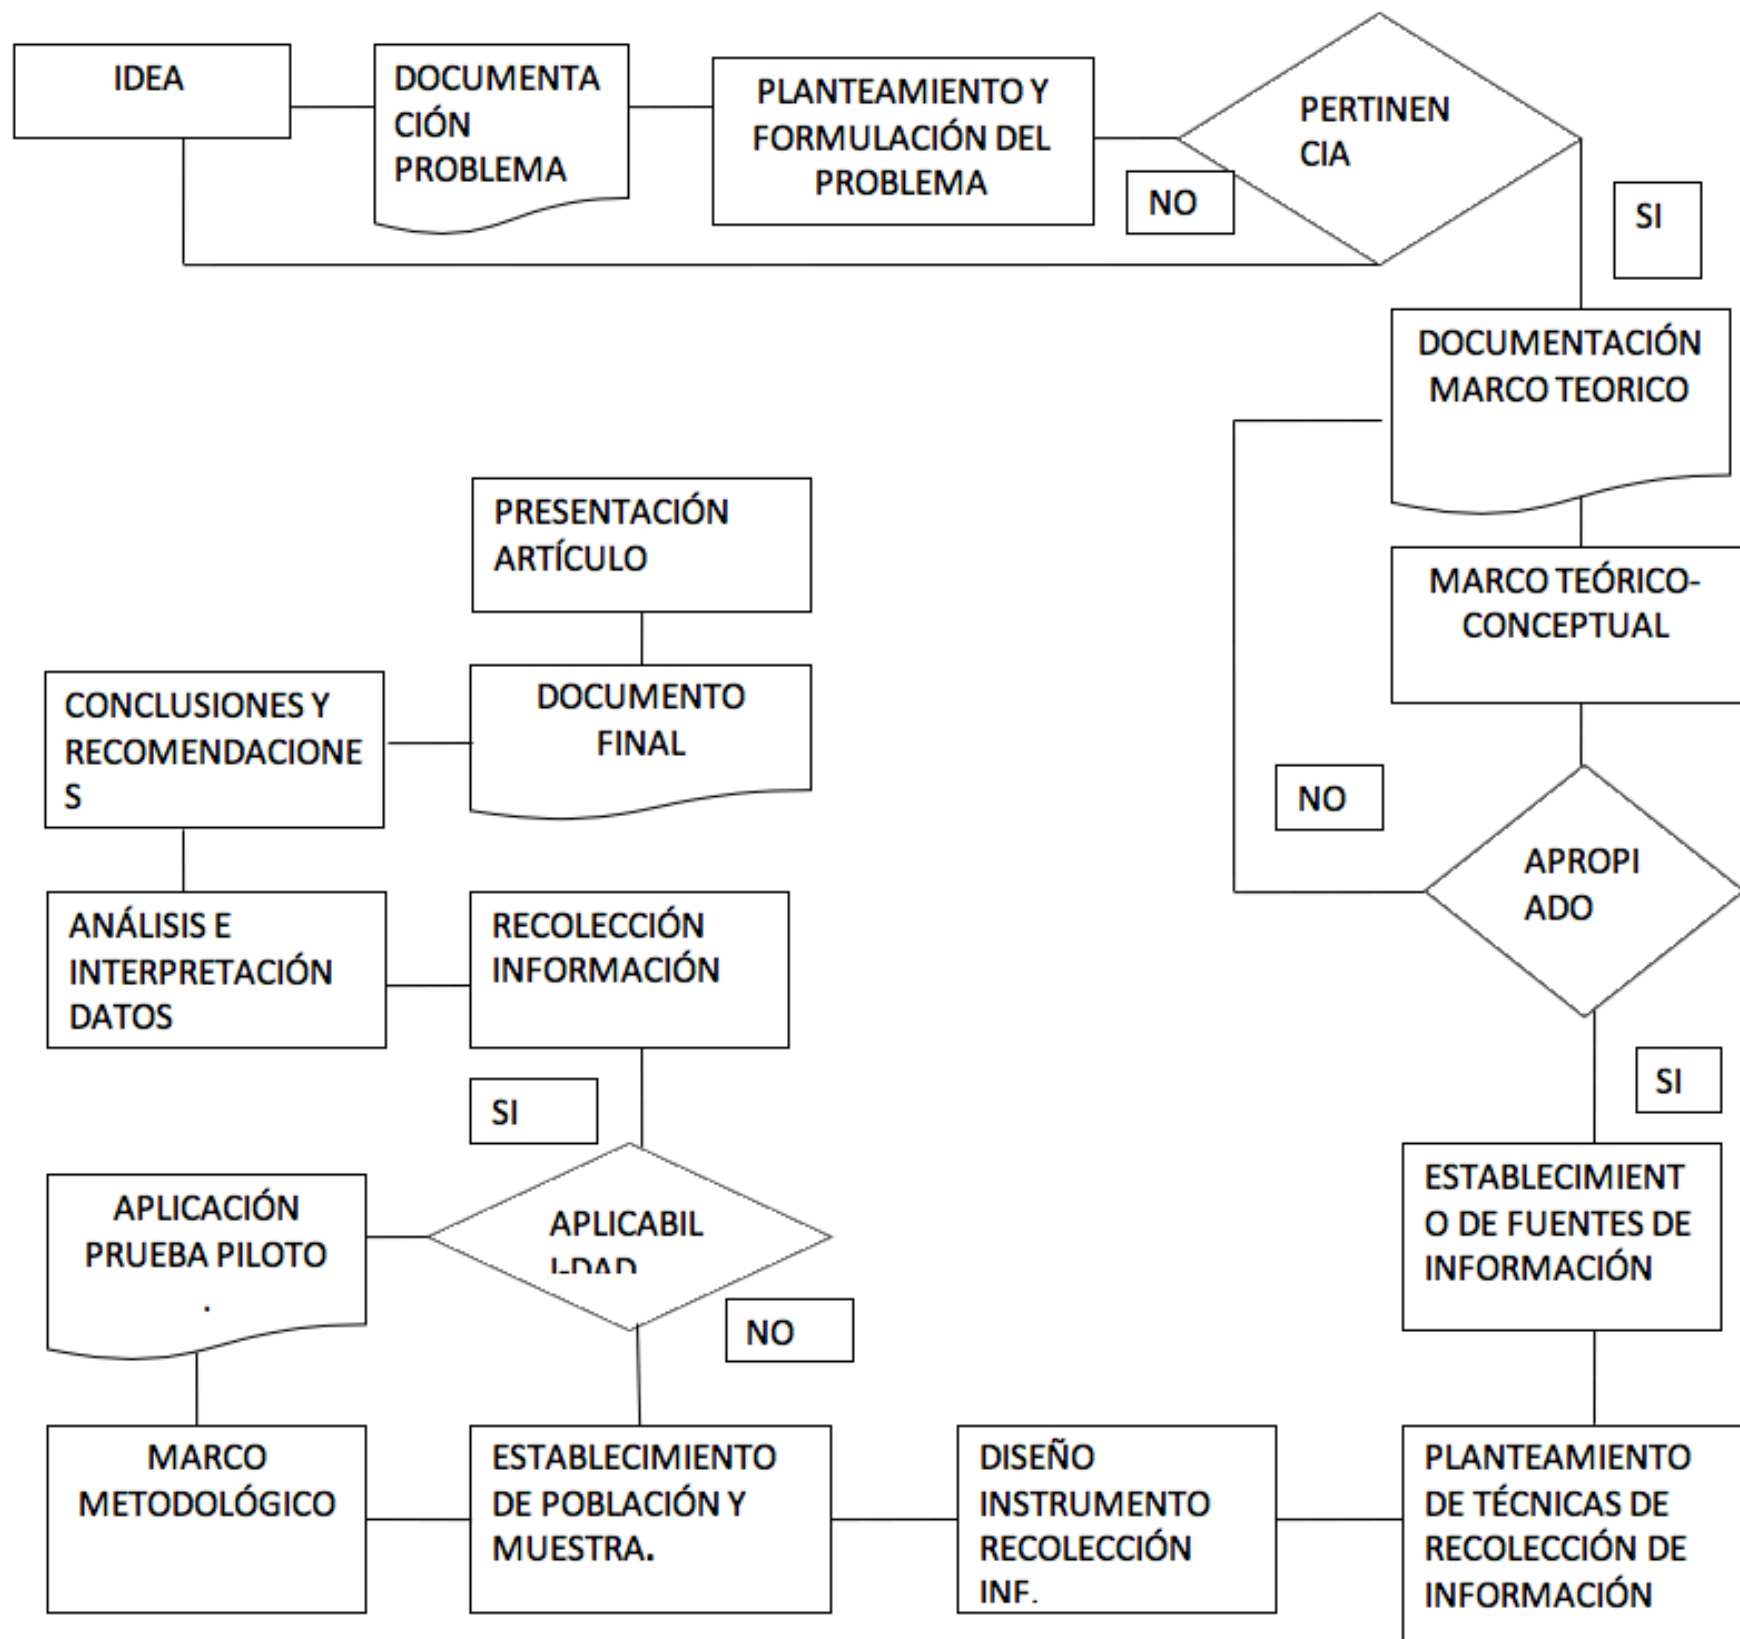 IDEA
DOCUMENTA
CIÓN
PROBLEMA
PLANTEAMIENTO Y
FORMULACIÓN DEL
PROBLEMA
PERTINEN
CIA
NO
SI
DOCUMENTACIÓN
MARCO TEORICO
MARCO TEÓRICO-
CONCEPTUAL
NO
APROPI
ADO
SI
ESTABLECIMIENT
O DE FUENTES DE
INFORMACIÓN
PLANTEAMIENTO
DE TÉCNICAS DE
RECOLECCIÓN DE
INFORMACIÓN
DISEÑO
INSTRUMENTO
RECOLECCIÓN
INF.
ESTABLECIMIENTO
DE POBLACIÓN Y
MUESTRA.
MARCO
METODOLÓGICO
APLICACIÓN
PRUEBA PILOTO
.
APLICABIL
I-DAD
NO
SI
RECOLECCIÓN
INFORMACIÓN
ANÁLISIS E
INTERPRETACIÓN
DATOS
CONCLUSIONES Y
RECOMENDACIONE
S
DOCUMENTO
FINAL
PRESENTACIÓN
ARTÍCULO